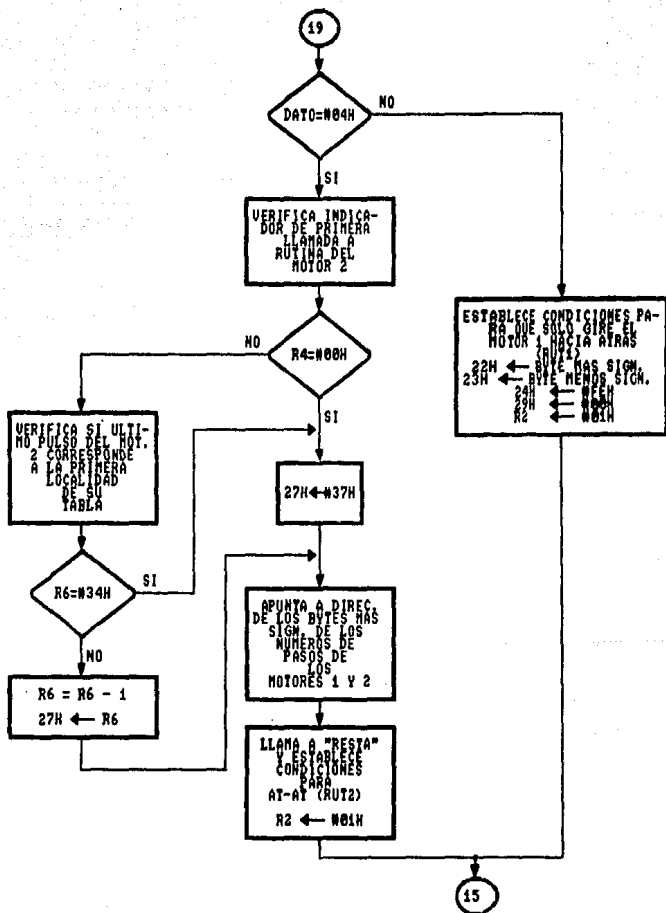 19
DATO=#04H
NO
SI
VERIFICA INDICA-
DOR DE PRIMERA
LLAMADA A
RUTINA DEL
MOTOR 2
R4=#00H
NO
SI
ESTABLECE CONDICIONES PA-
RA QUE SOLO GIRE EL
MOTOR 1 HACIA ATRAS
(RUT1)
22H ← BYTE MAS SIGN.
23H ← BYTE MENOS SIGN.
24H ← #EEH
29H ← #00H
R2 ← #01H
VERIFICA SI ULTI-
MO PULSO DEL MOT.
2 CORRESPONDE
A LA PRIMERA
LOCALIDAD
DE SU
TABLA
27H←#37H
R6=#34H
SI
NO
APUNTA A DIREC.
DE LOS BYTES MAS
SIGN. DE LOS
NUMEROS DE
PASOS DE
LOS
MOTORES 1 Y 2
R6 = R6 - 1
27H ← R6
LLAMA A "RESTA"
Y ESTABLECE
CONDICIONES
PARA
AT-AT (RUT2)
R2 ← #01H
15